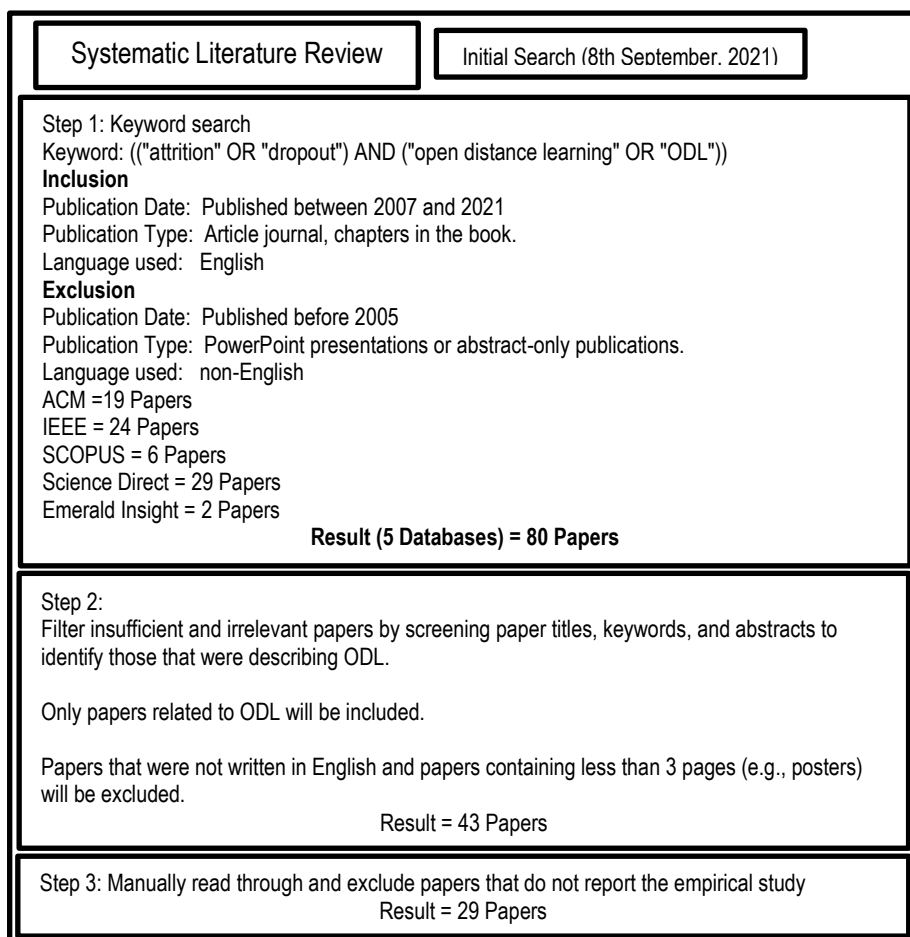 Systematic Literature Review
Initial Search (8th September, 2021)
Step 1: Keyword search
Keyword: (("attrition" OR "dropout") AND ("open distance learning" OR "ODL"))
Inclusion
Publication Date: Published between 2007 and 2021
Publication Type: Article journal, chapters in the book.
Language used: English
Exclusion
Publication Date: Published before 2005
Publication Type: PowerPoint presentations or abstract-only publications.
Language used: non-English
ACM =19 Papers
IEEE = 24 Papers
SCOPUS = 6 Papers
Science Direct = 29 Papers
Emerald Insight = 2 Papers
Result (5 Databases) = 80 Papers
Step 2:
Filter insufficient and irrelevant papers by screening paper titles, keywords, and abstracts to
identify those that were describing ODL.
Only papers related to ODL will be included.
Papers that were not written in English and papers containing less than 3 pages (e.g., posters)
will be excluded.
Result = 43 Papers
Step 3: Manually read through and exclude papers that do not report the empirical study
Result = 29 Papers